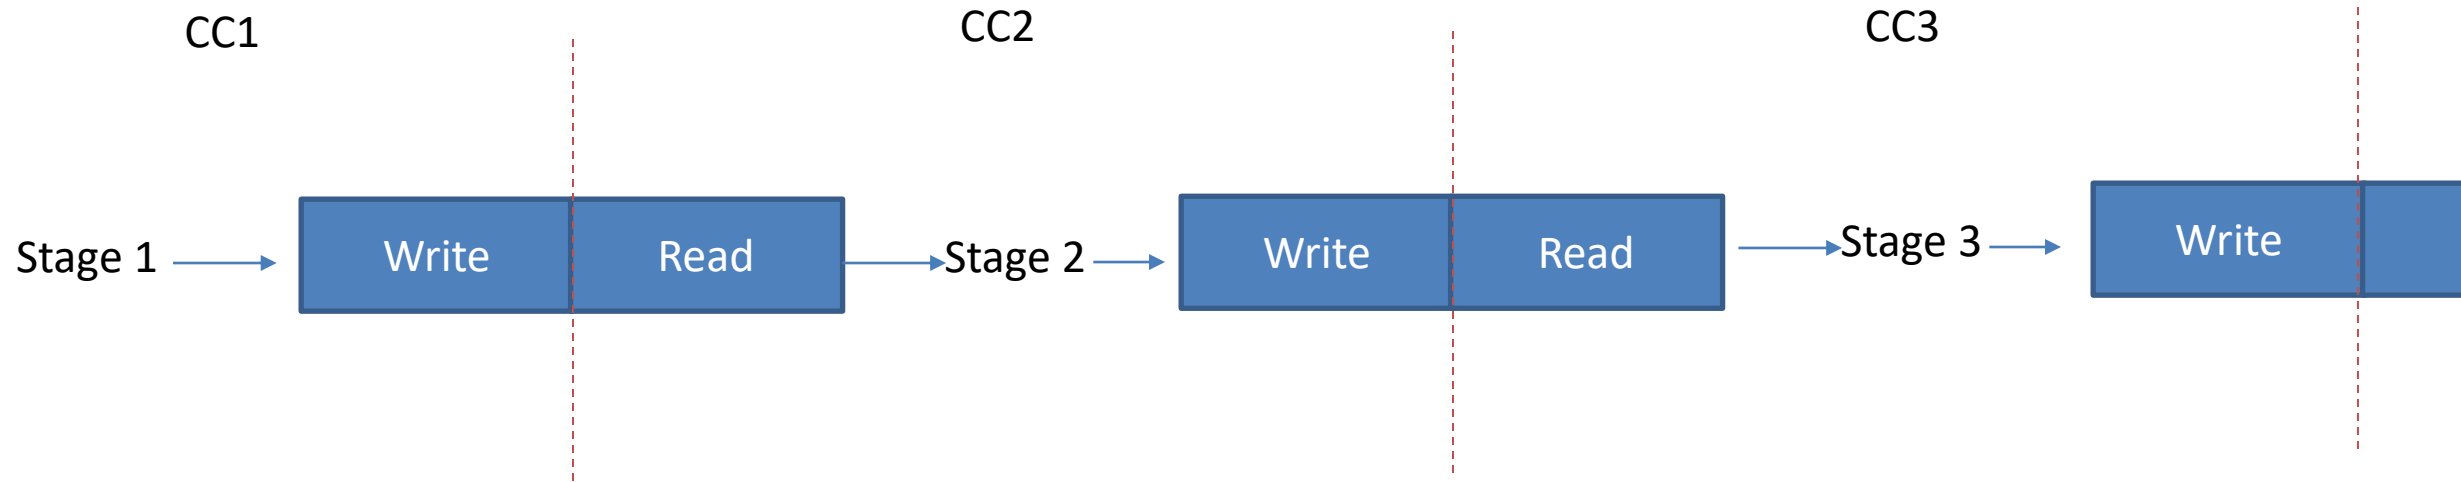 CC1
CC2
CC3
Stage 1
Write
Read
Stage 2
Write
Read
Stage 3
Write